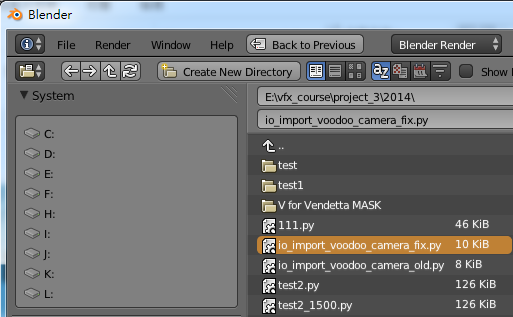 Blender
File Render Window Help Back to Previous Blender Render
Create New Directory Show
System
E:\vfx_course\project_3\2014\
io_import_voodoo_camera_fix.py
C:
D:
E:
F:
H:
I:
J:
K:
L:
..
test
test1
V for Vendetta MASK
111.py 46 KiB
io_import_voodoo_camera_fix.py 10 KiB
io_import_voodoo_camera_old.py 8 KiB
test2.py 126 KiB
test2_1500.py 126 KiB